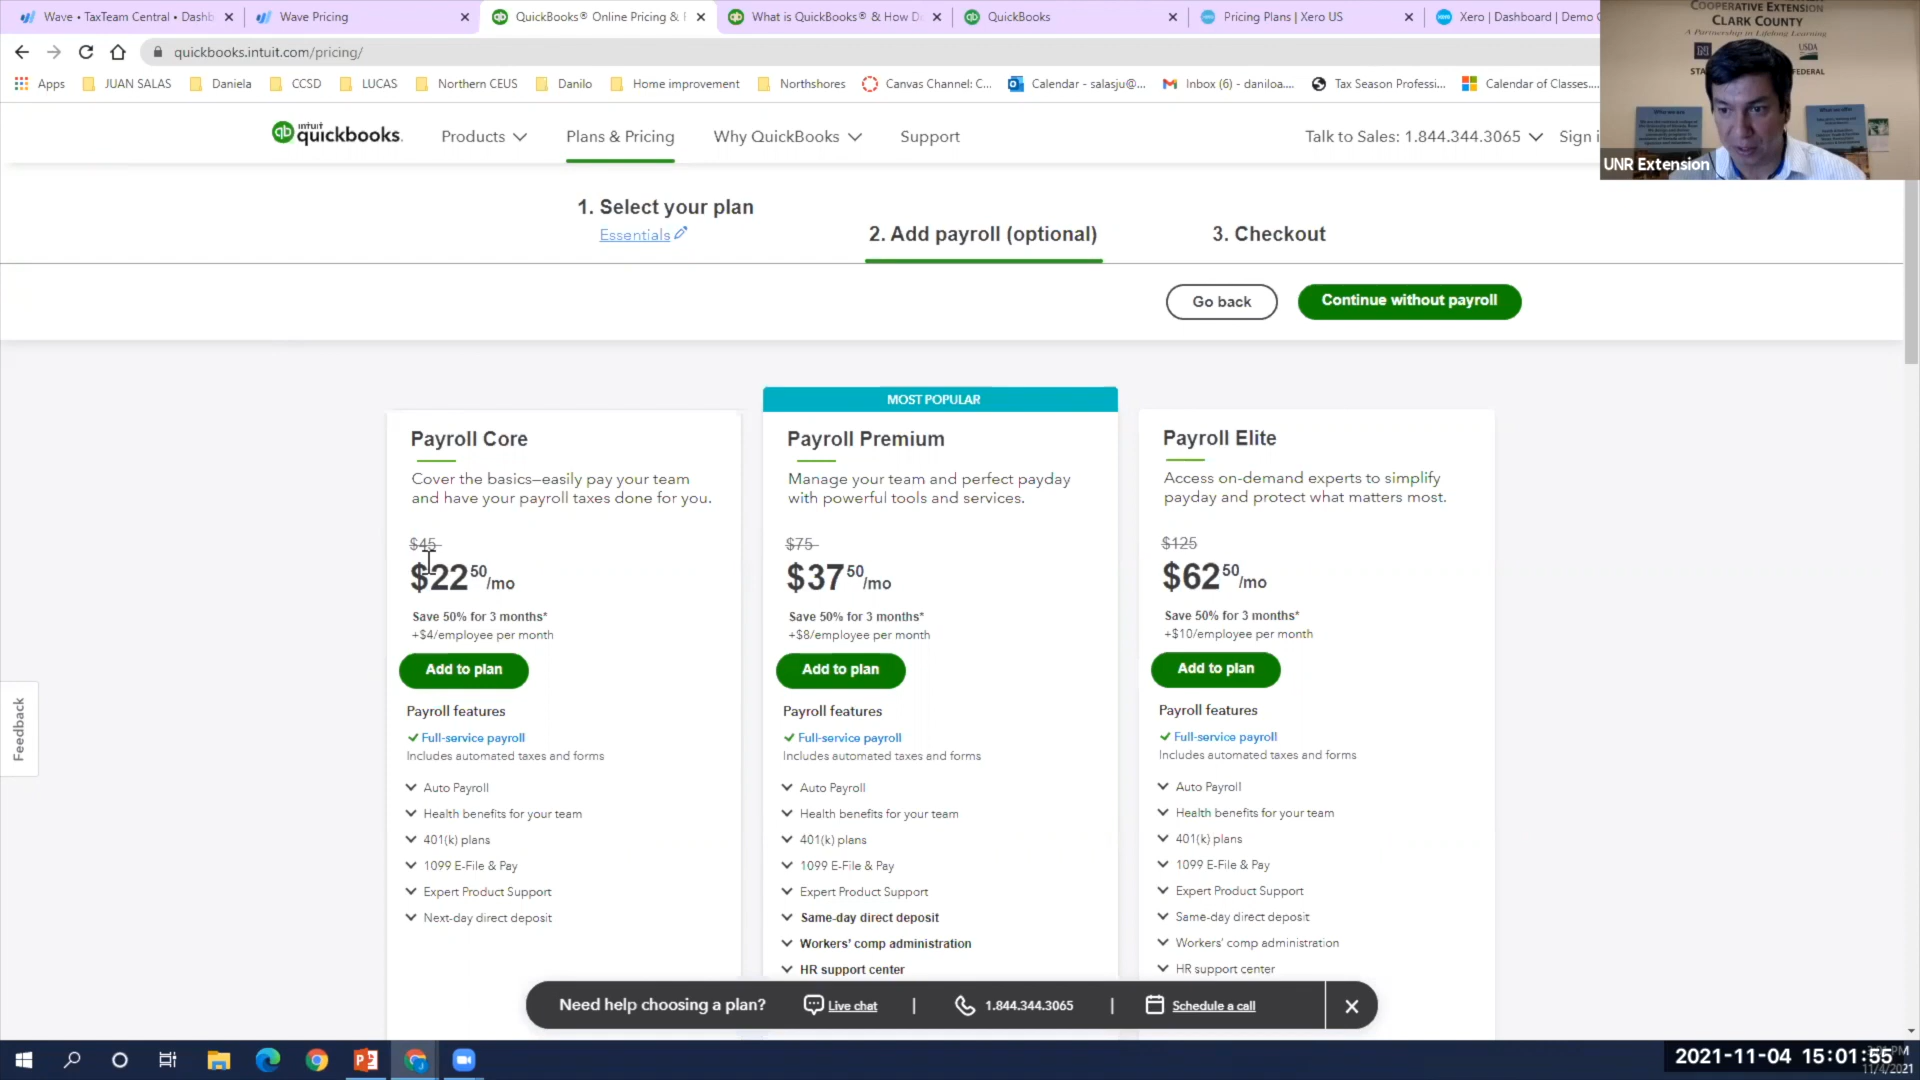 Wave • TaxTeam Central • Dashb
Wave Pricing
QuickBooks® Online Pricing &
What is QuickBooks® & How D
QuickBooks
Pricing Plans | Xero US
Xero | Dashboard | Demo C
quickbooks.intuit.com/pricing/
Apps
JUAN SALAS
Daniela
CCSD
LUCAS
Northern CEUS
Danilo
Home improvement
Northshores
Canvas Channel: C...
Calendar - salasju@...
Inbox (6) - daniloa....
Tax Season Professi...
Calendar of Classes...
COOPERATIVE EXTENSION
CLARK COUNTY
A Partnership in Lifelong Learning
USDA
FEDERAL
UNR Extension
intuit
quickbooks.
Products
Plans & Pricing
Why QuickBooks
Support
Talk to Sales: 1.844.344.3065
Sign i
1. Select your plan
Essentials
2. Add payroll (optional)
3. Checkout
Go back
Continue without payroll
Payroll Core
Cover the basics—easily pay your team
and have your payroll taxes done for you.
$45
$22 50 /mo
Save 50% for 3 months*
+$4/employee per month
Add to plan
Payroll features
Full-service payroll
Includes automated taxes and forms
Auto Payroll
Health benefits for your team
401(k) plans
1099 E-File & Pay
Expert Product Support
Next-day direct deposit
MOST POPULAR
Payroll Premium
Manage your team and perfect payday
with powerful tools and services.
$75
$37 50 /mo
Save 50% for 3 months*
+$8/employee per month
Add to plan
Payroll features
Full-service payroll
Includes automated taxes and forms
Auto Payroll
Health benefits for your team
401(k) plans
1099 E-File & Pay
Expert Product Support
Same-day direct deposit
Workers' comp administration
HR support center
Payroll Elite
Access on-demand experts to simplify
payday and protect what matters most.
$125
$62 50 /mo
Save 50% for 3 months*
+$10/employee per month
Add to plan
Payroll features
Full-service payroll
Includes automated taxes and forms
Auto Payroll
Health benefits for your team
401(k) plans
1099 E-File & Pay
Expert Product Support
Same-day direct deposit
Workers' comp administration
HR support center
Feedback
Need help choosing a plan?
Live chat
|
1.844.344.3065
|
Schedule a call
2021-11-04 15:01:55
11/4/2021